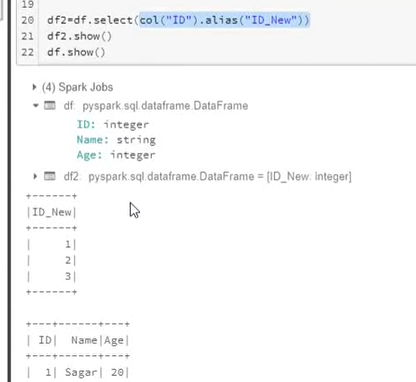 19
20 df2=df.select(col("ID").alias("ID_New"))
21 df2.show()
22 df.show()
(4) Spark Jobs
df: pyspark.sql.dataframe.DataFrame
ID: integer
Name: string
Age: integer
df2: pyspark.sql.dataframe.DataFrame = [ID_New: integer]
+------+
|ID_New|
+------+
|     1|
|     2|
|     3|
+------+
+---+-----+---+
| ID| Name|Age|
+---+-----+---+
|  1|Sagar| 20|